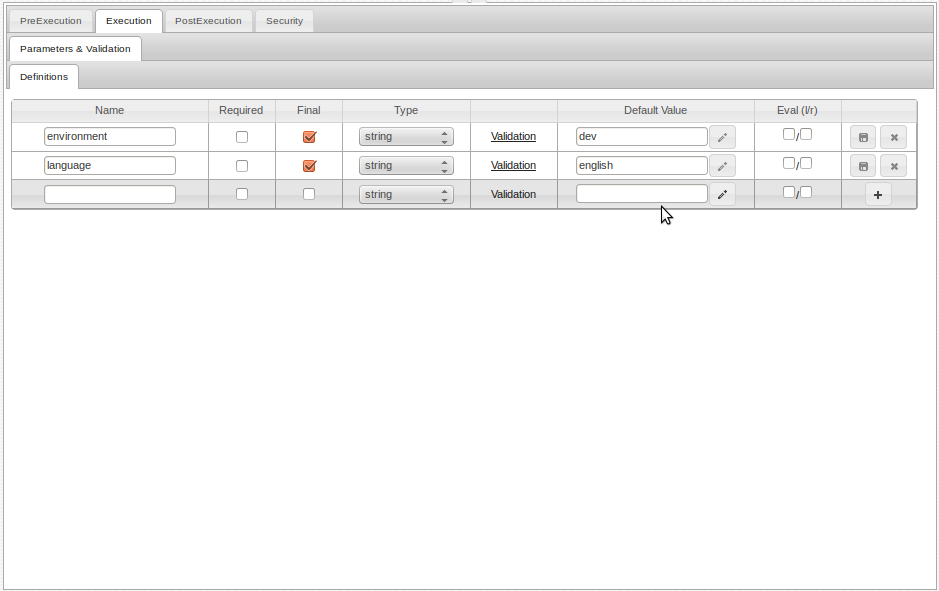 PreExecution Execution PostExecution Security
Parameters & Validation
Definitions
Name Required Final Type Default Value Eval (l/r)
environment string Validation dev /
language string Validation english /
string Validation /